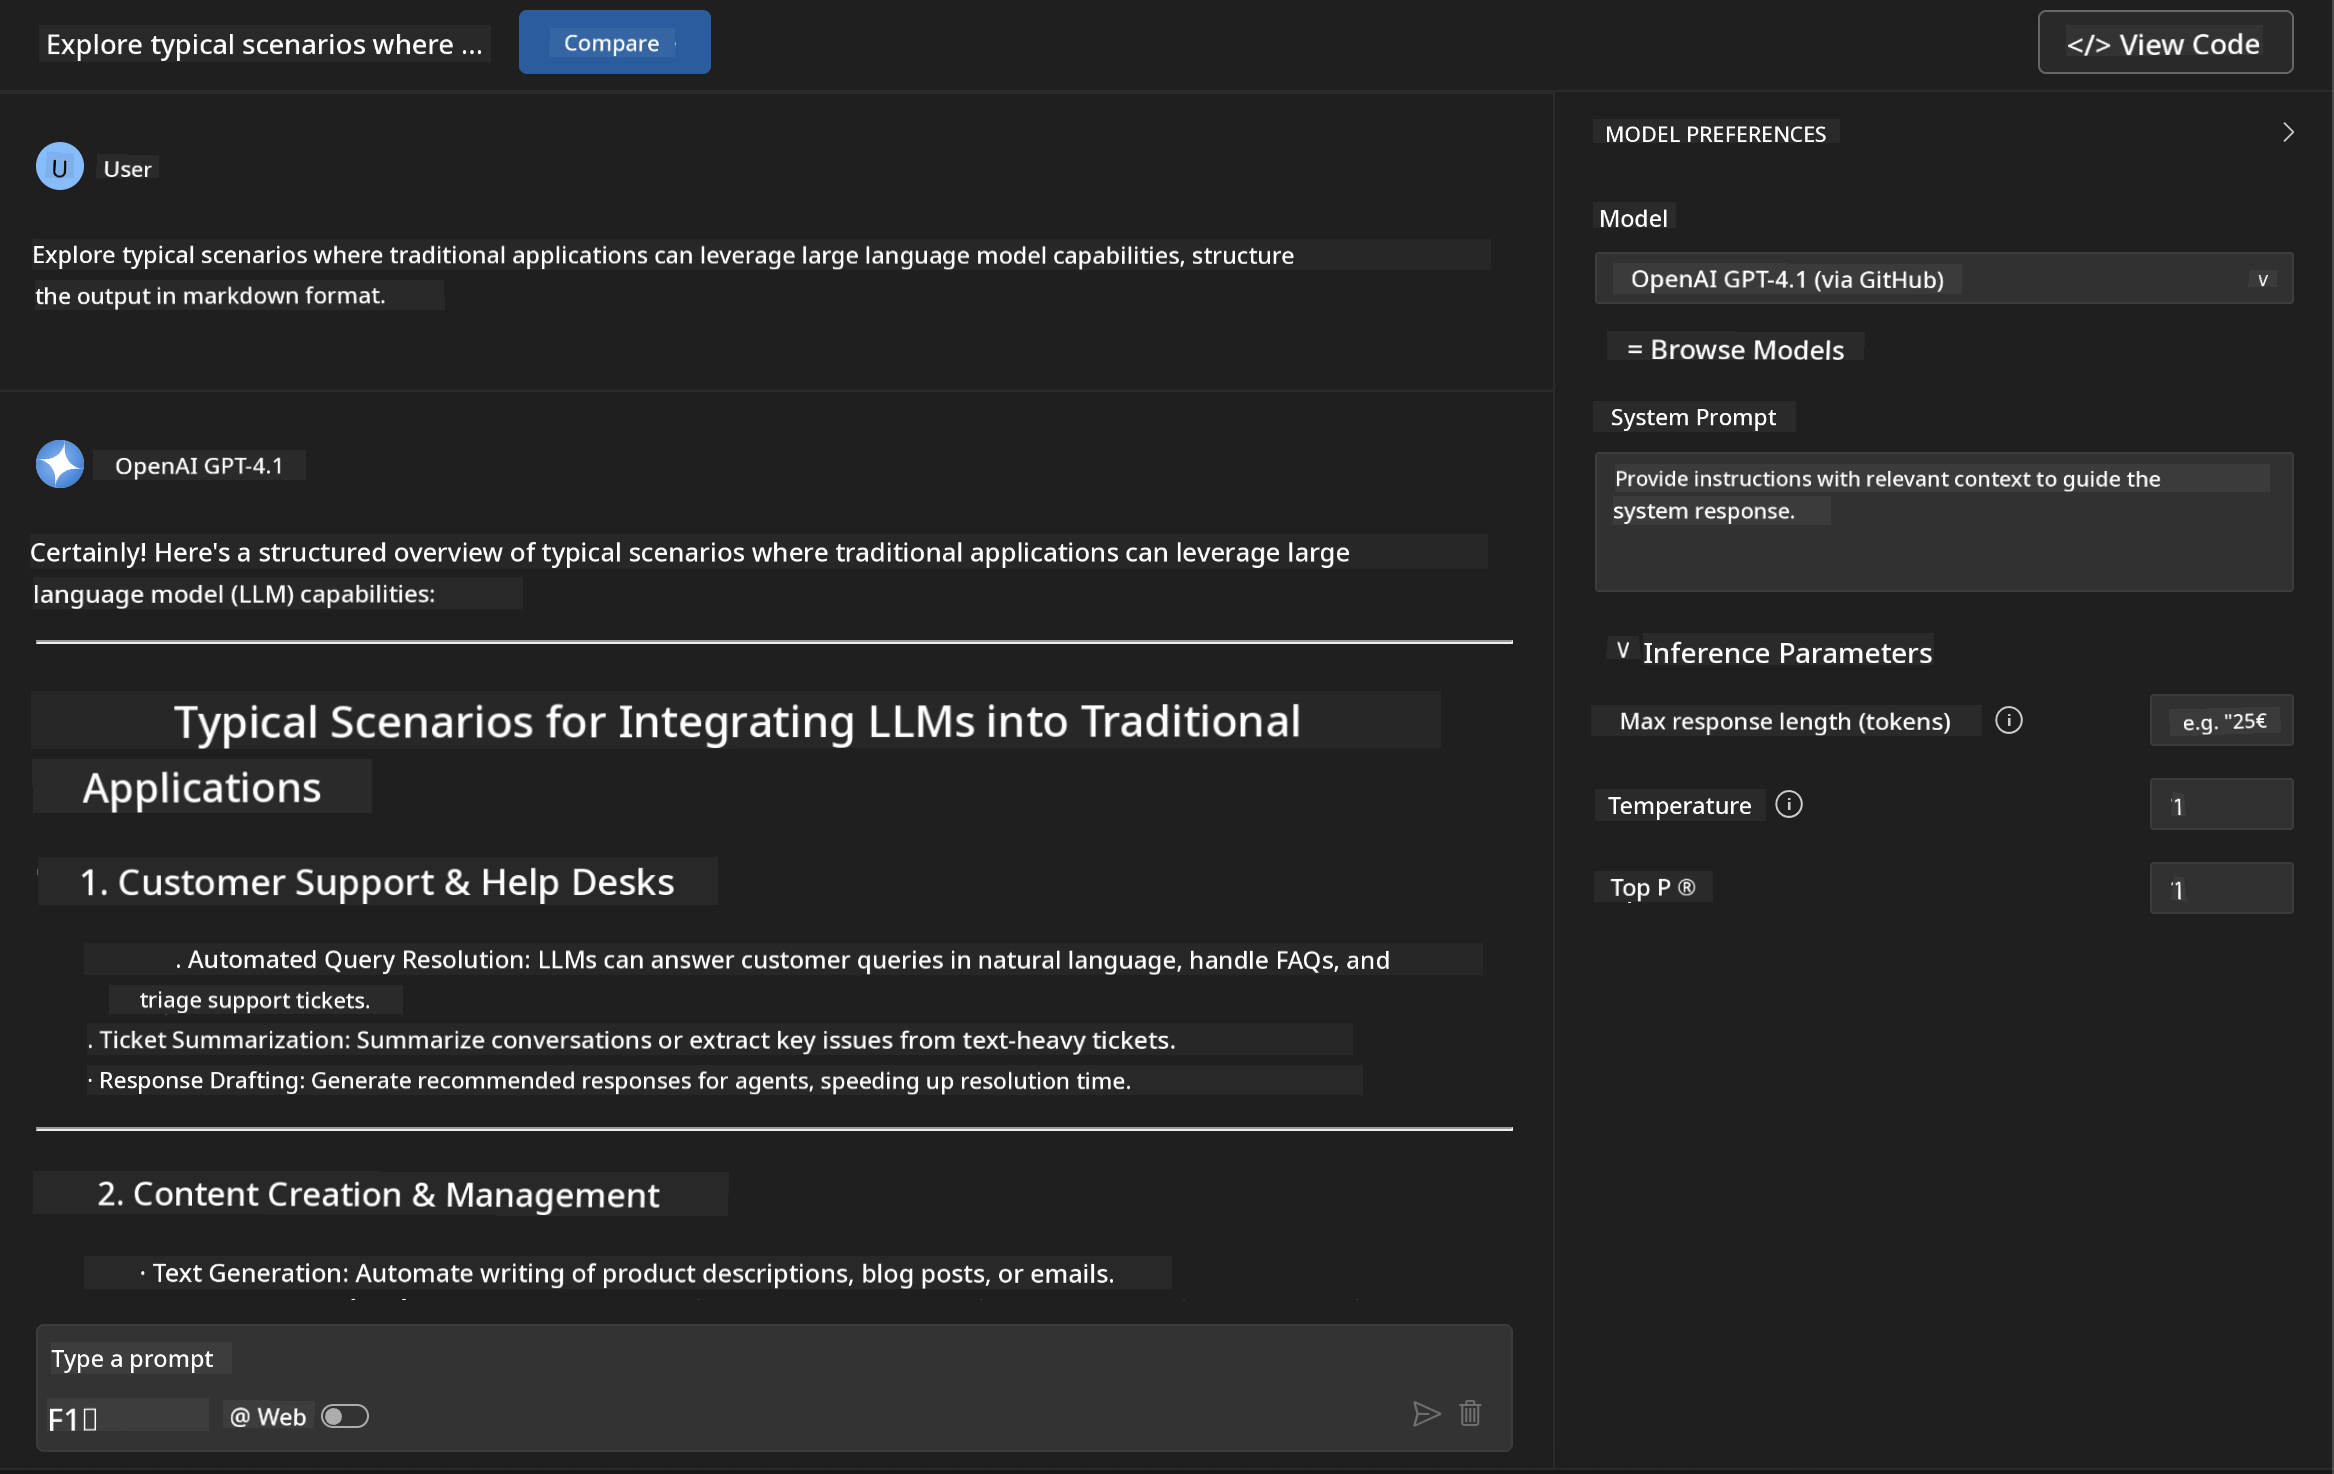 Explore typical scenarios where ...
Compare
</> View Code
U
User
Explore typical scenarios where traditional applications can leverage large language model capabilities, structure
the output in markdown format.
OpenAI GPT-4.1
Certainly! Here's a structured overview of typical scenarios where traditional applications can leverage large
language model (LLM) capabilities:
Typical Scenarios for Integrating LLMs into Traditional
Applications
1. Customer Support & Help Desks
. Automated Query Resolution: LLMs can answer customer queries in natural language, handle FAQs, and
triage support tickets.
. Ticket Summarization: Summarize conversations or extract key issues from text-heavy tickets.
· Response Drafting: Generate recommended responses for agents, speeding up resolution time.
2. Content Creation & Management
· Text Generation: Automate writing of product descriptions, blog posts, or emails.
Type a prompt
F1▯
@ Web
MODEL PREFERENCES
Model
OpenAI GPT-4.1 (via GitHub)
v
= Browse Models
System Prompt
Provide instructions with relevant context to guide the
system response.
V Inference Parameters
Max response length (tokens) i
e.g. "25€
Temperature i
1
Top P ®
1